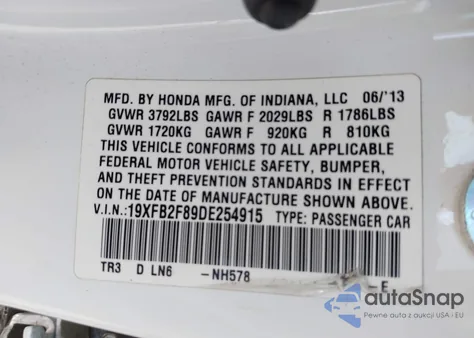 MFD. BY HONDA MFG. OF INDIANA, LLC 06/'13
GVWR 3792LBS GAWR F 2029LBS R 1786LBS
GVWR 1720KG GAWR F 920KG R 810KG
THIS VEHICLE CONFORMS TO ALL APPLICABLE
FEDERAL MOTOR VEHICLE SAFETY, BUMPER,
AND THEFT PREVENTION STANDARDS IN EFFECT
ON THE DATE OF MANUFACTURE SHOWN ABOVE.
V.I.N.:19XFB2F89DE254915 TYPE: PASSENGER CAR
TR3 D LN6 -NH578 E
autaSnap
Pewne auta z aukcji USA i EU